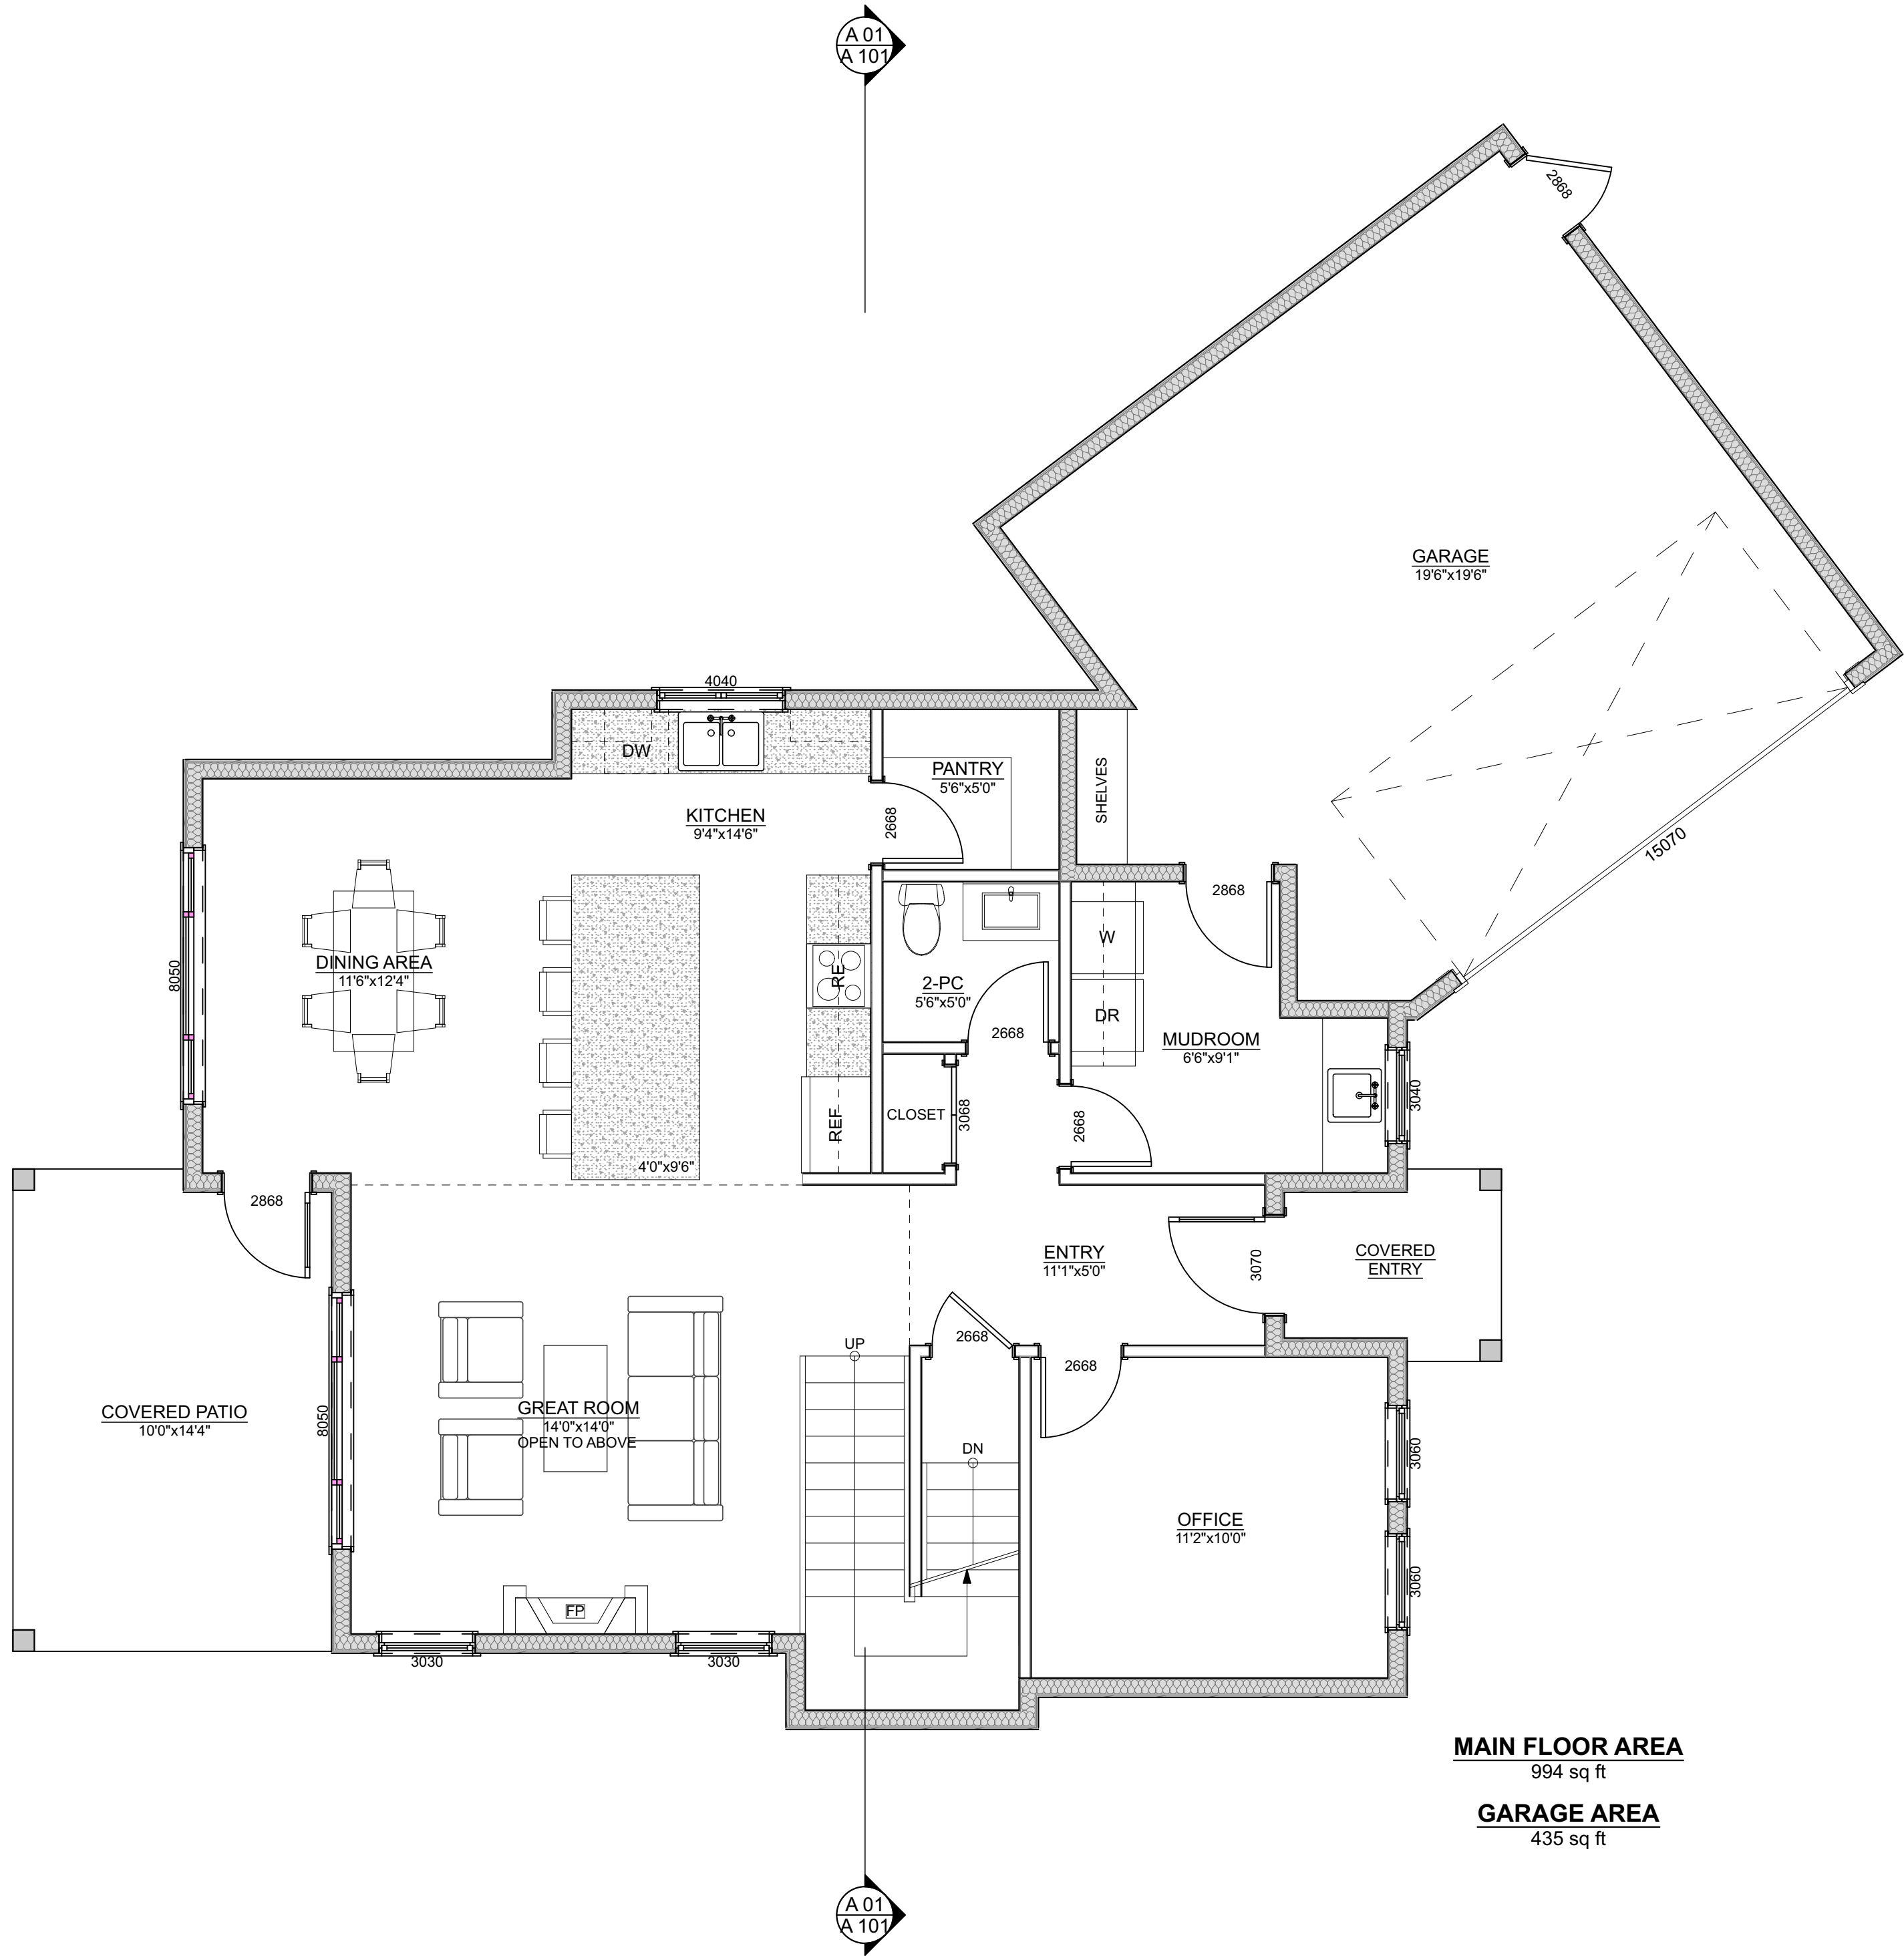 A 01
A 101
2868
GARAGE
19'6"x19'6"
15070
4040
DW
PANTRY
5'6"x5'0"
SHELVES
KITCHEN
9'4"x14'6"
2668
2868
8050
DINING AREA
11'6"x12'4"
RE
W
2-PC
5'6"x5'0"
DR
2668
MUDROOM
6'6"x9'1"
3040
REF
CLOSET
3068
2668
4'0"x9'6"
2868
ENTRY
11'1"x5'0"
3070
COVERED
ENTRY
2668
UP
2668
COVERED PATIO
10'0"x14'4"
8050
GREAT ROOM
14'0"x14'0"
OPEN TO ABOVE
DN
3060
OFFICE
11'2"x10'0"
3060
FP
3030
3030
MAIN FLOOR AREA
994 sq ft
GARAGE AREA
435 sq ft
A 01
A 101